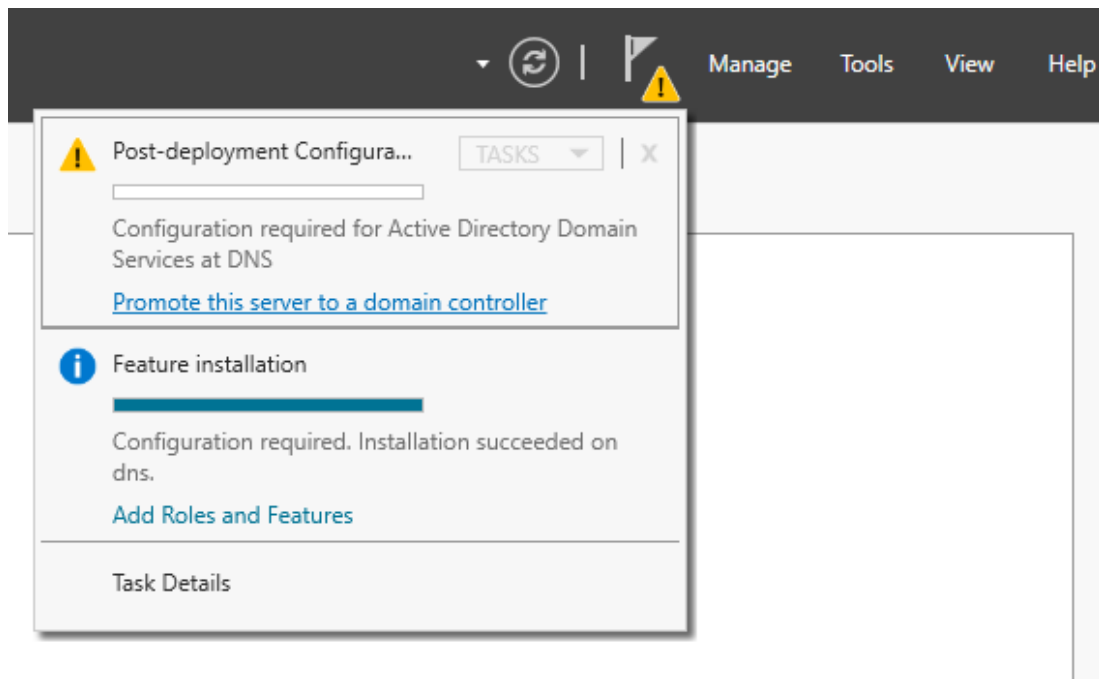 Manage Tools View Help
Post-deployment Configura... TASKS X
Configuration required for Active Directory Domain
Services at DNS
Promote this server to a domain controller
Feature installation
Configuration required. Installation succeeded on
dns.
Add Roles and Features
Task Details